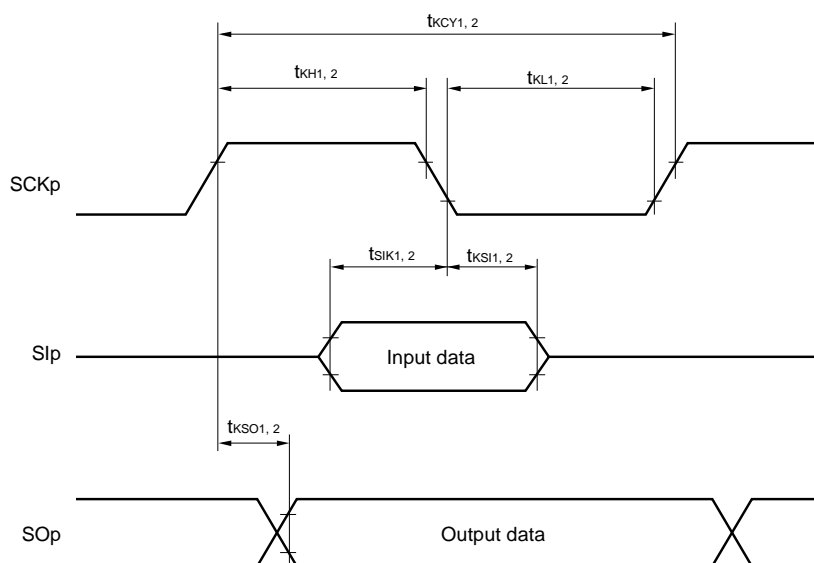 tKCY1, 2
tKH1, 2
tKL1, 2
SCKp
tSIK1, 2
tKSI1, 2
SIp
Input data
tKSO1, 2
SOp
Output data